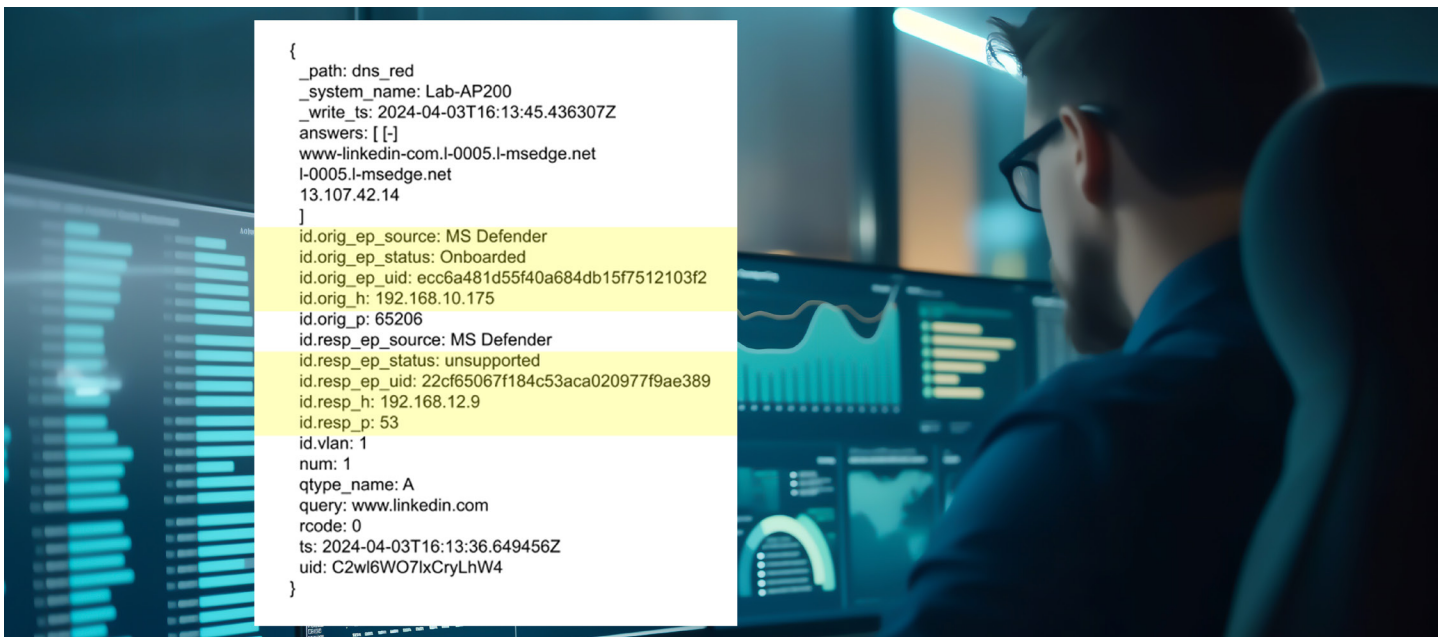 {
_path: dns_red
_system_name: Lab-AP200
_write_ts: 2024-04-03T16:13:45.436307Z
answers: [ [-]
www-linkedin-com.l-0005.l-msedge.net
l-0005.l-msedge.net
13.107.42.14
]
id.orig_ep_source: MS Defender
id.orig_ep_status: Onboarded
id.orig_ep_uid: ecc6a481d55f40a684db15f7512103f2
id.orig_h: 192.168.10.175
id.orig_p: 65206
id.resp_ep_source: MS Defender
id.resp_ep_status: unsupported
id.resp_ep_uid: 22cf65067f184c53aca020977f9ae389
id.resp_h: 192.168.12.9
id.resp_p: 53
id.vlan: 1
num: 1
qtype_name: A
query: www.linkedin.com
rcode: 0
ts: 2024-04-03T16:13:36.649456Z
uid: C2wl6WO7lxCryLhW4
}